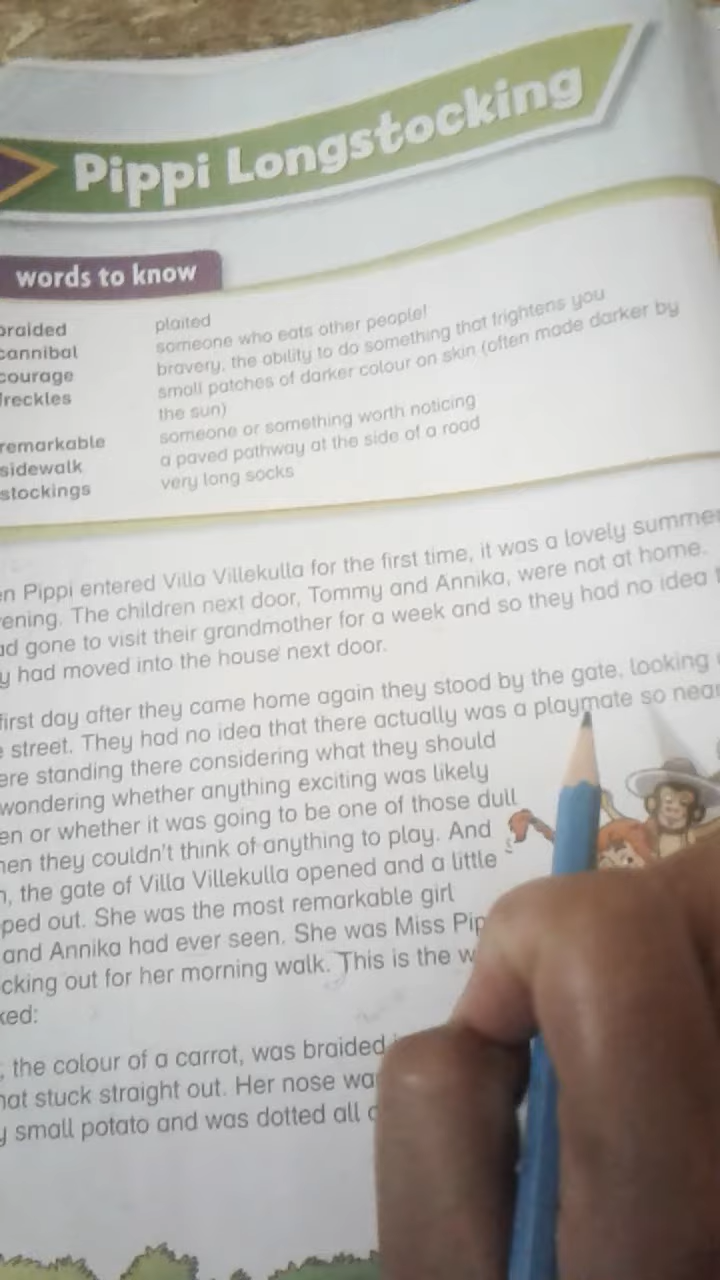 Pippi Longstocking
words to know
braided plaited
cannibal someone who eats other people!
courage bravery, the ability to do something that frightens you
freckles small patches of darker colour on skin (often made darker by
the sun)
remarkable someone or something worth noticing
sidewalk a paved pathway at the side of a road
stockings very long socks
en Pippi entered Villa Villekulla for the first time, it was a lovely summer
ening. The children next door, Tommy and Annika, were not at home.
ad gone to visit their grandmother for a week and so they had no idea t
y had moved into the house next door.
first day after they came home again they stood by the gate, looking
e street. They had no idea that there actually was a playmate so near
ere standing there considering what they should
wondering whether anything exciting was likely
en or whether it was going to be one of those dull
hen they couldn't think of anything to play. And
n, the gate of Villa Villekulla opened and a little
ped out. She was the most remarkable girl
and Annika had ever seen. She was Miss Pip
cking out for her morning walk. This is the w
ked:
, the colour of a carrot, was braided
hat stuck straight out. Her nose wa
y small potato and was dotted all